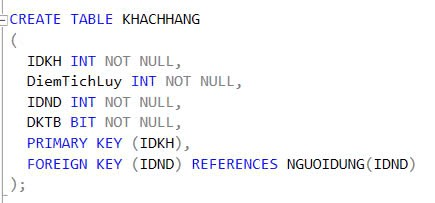 CREATE TABLE KHACHHANG
(
IDKH INT NOT NULL,
DiemTichLuy INT NOT NULL,
IDND INT NOT NULL,
DKTB BIT NOT NULL,
PRIMARY KEY (IDKH),
FOREIGN KEY (IDND) REFERENCES NGUOIDUNG(IDND)
);